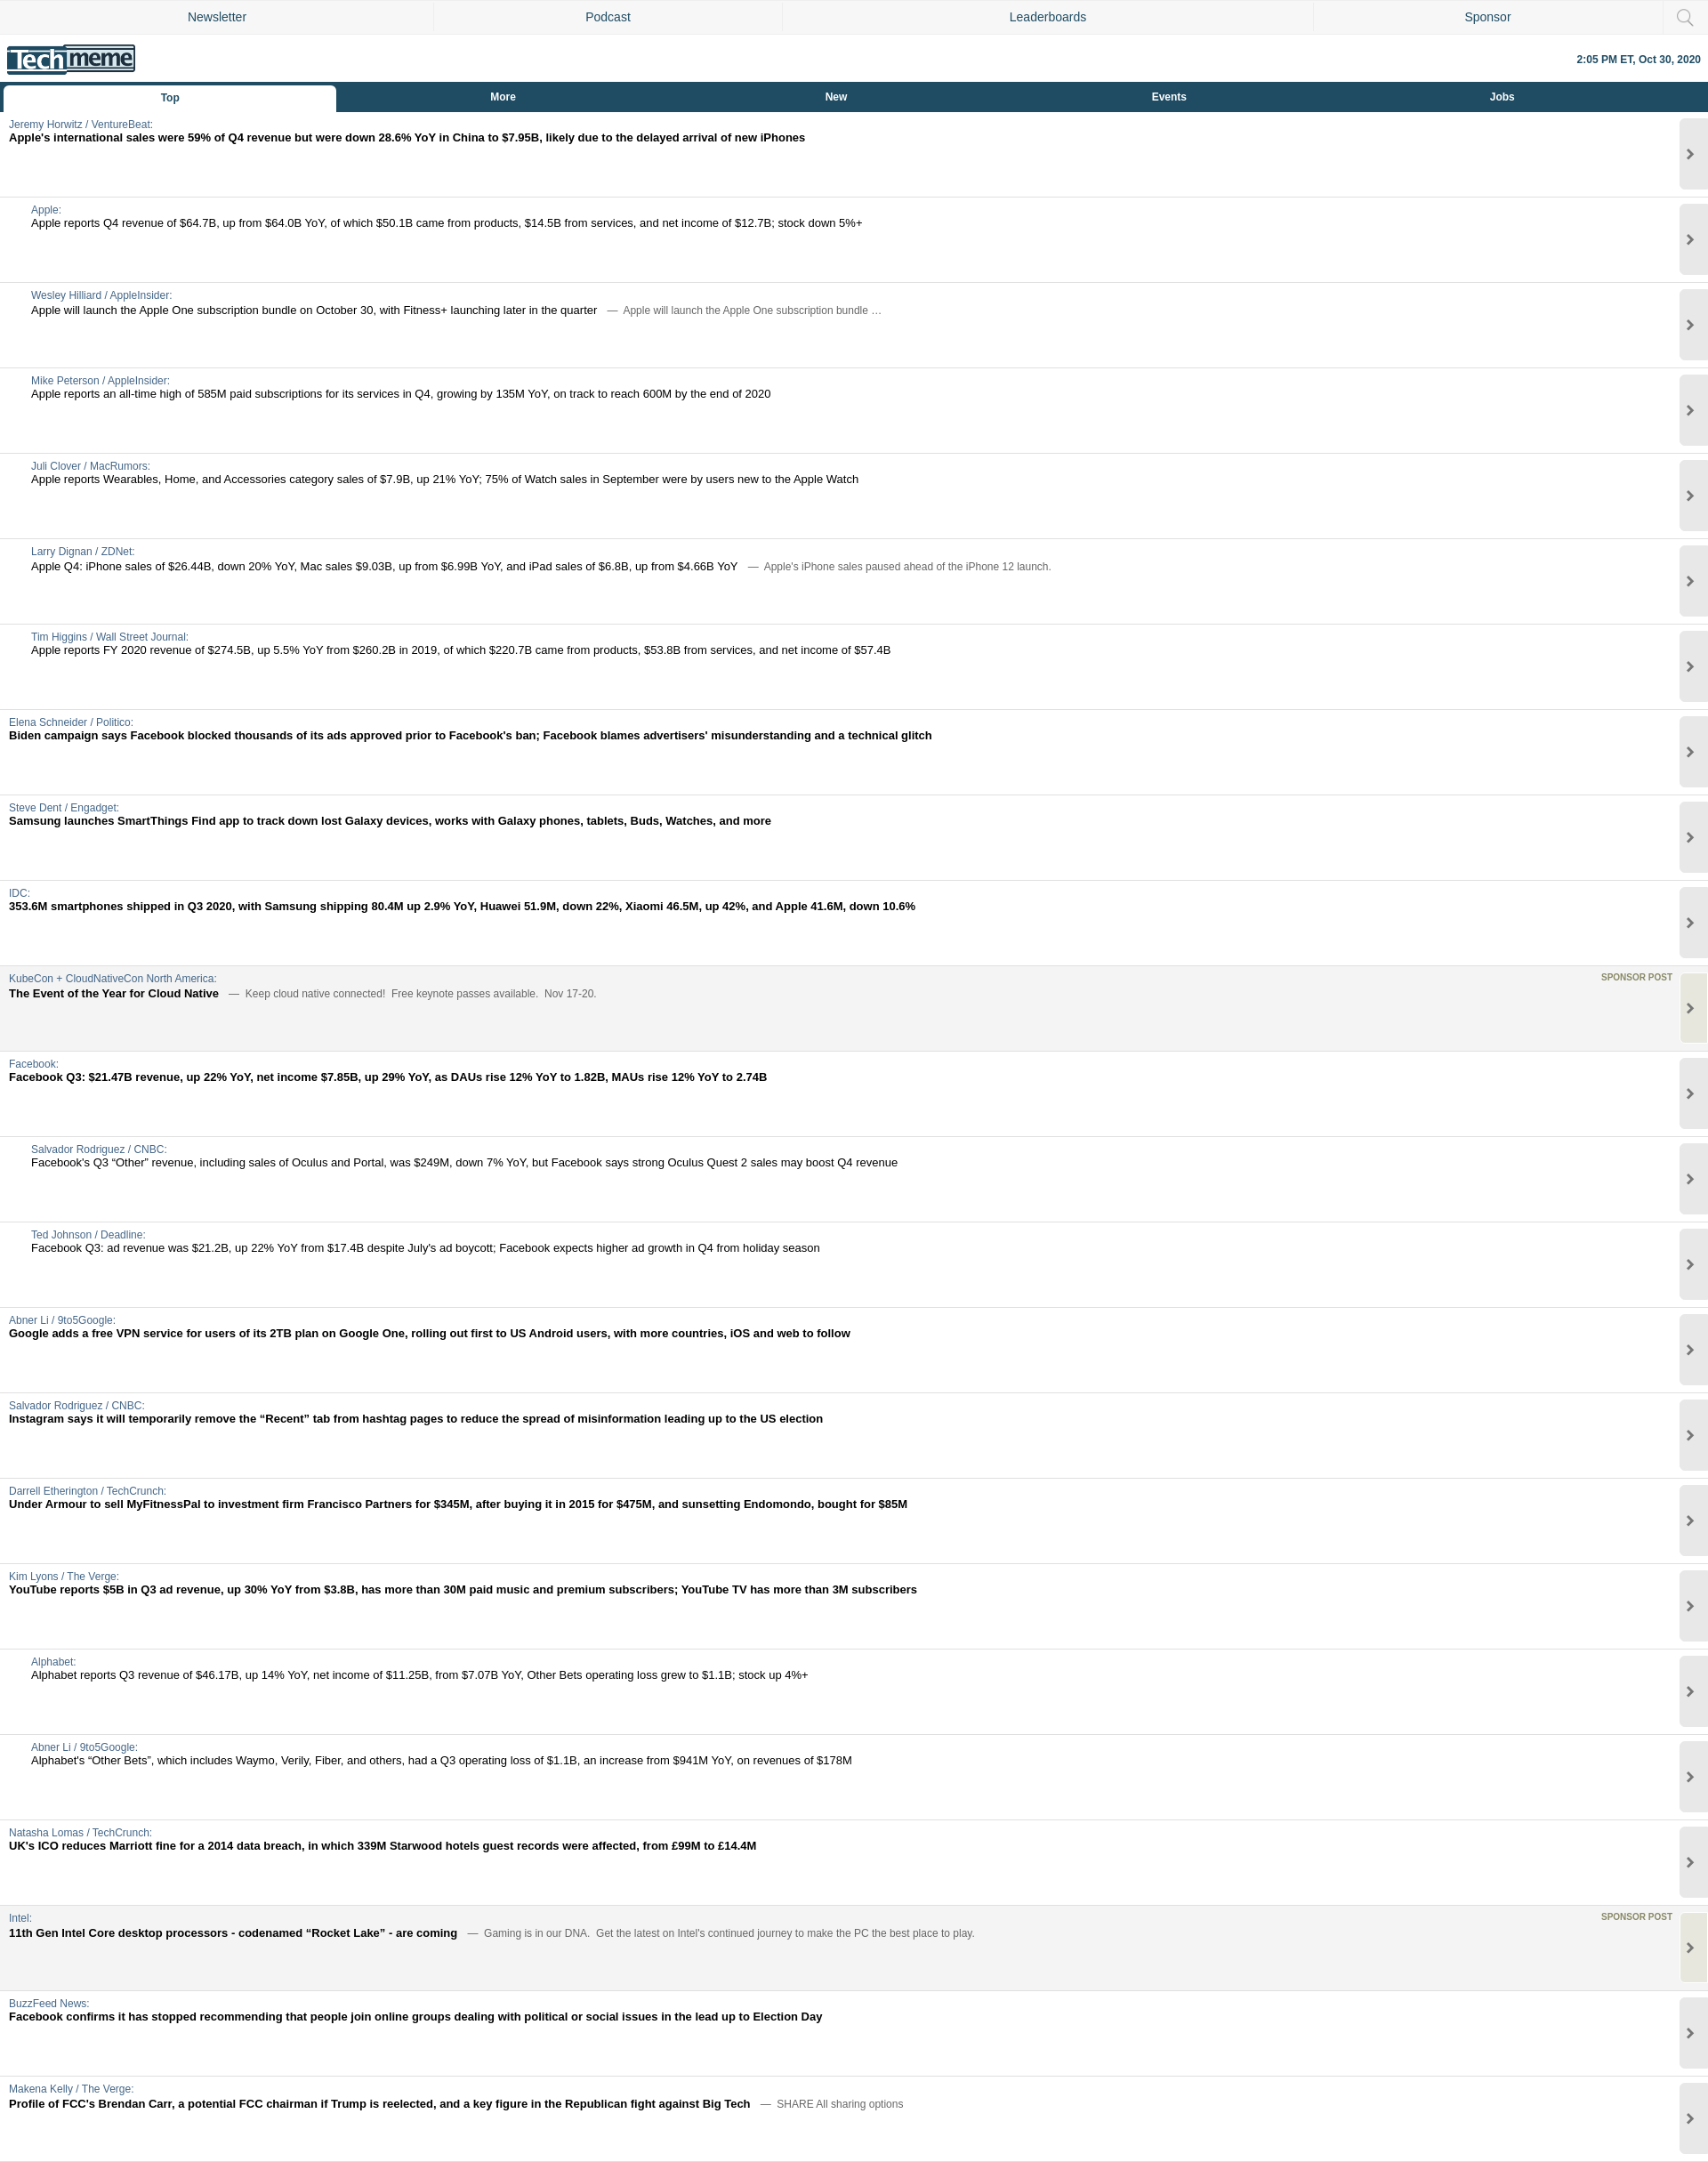 Newsletter Podcast Leaderboards Sponsor
Techmeme
2:05 PM ET, Oct 30, 2020
Top More New Events Jobs
Jeremy Horwitz / VentureBeat:
Apple's international sales were 59% of Q4 revenue but were down 28.6% YoY in China to $7.95B, likely due to the delayed arrival of new iPhones
Apple:
Apple reports Q4 revenue of $64.7B, up from $64.0B YoY, of which $50.1B came from products, $14.5B from services, and net income of $12.7B; stock down 5%+
Wesley Hilliard / AppleInsider:
Apple will launch the Apple One subscription bundle on October 30, with Fitness+ launching later in the quarter — Apple will launch the Apple One subscription bundle …
Mike Peterson / AppleInsider:
Apple reports an all-time high of 585M paid subscriptions for its services in Q4, growing by 135M YoY, on track to reach 600M by the end of 2020
Juli Clover / MacRumors:
Apple reports Wearables, Home, and Accessories category sales of $7.9B, up 21% YoY; 75% of Watch sales in September were by users new to the Apple Watch
Larry Dignan / ZDNet:
Apple Q4: iPhone sales of $26.44B, down 20% YoY, Mac sales $9.03B, up from $6.99B YoY, and iPad sales of $6.8B, up from $4.66B YoY — Apple's iPhone sales paused ahead of the iPhone 12 launch.
Tim Higgins / Wall Street Journal:
Apple reports FY 2020 revenue of $274.5B, up 5.5% YoY from $260.2B in 2019, of which $220.7B came from products, $53.8B from services, and net income of $57.4B
Elena Schneider / Politico:
Biden campaign says Facebook blocked thousands of its ads approved prior to Facebook's ban; Facebook blames advertisers' misunderstanding and a technical glitch
Steve Dent / Engadget:
Samsung launches SmartThings Find app to track down lost Galaxy devices, works with Galaxy phones, tablets, Buds, Watches, and more
IDC:
353.6M smartphones shipped in Q3 2020, with Samsung shipping 80.4M up 2.9% YoY, Huawei 51.9M, down 22%, Xiaomi 46.5M, up 42%, and Apple 41.6M, down 10.6%
KubeCon + CloudNativeCon North America:
SPONSOR POST
The Event of the Year for Cloud Native — Keep cloud native connected! Free keynote passes available. Nov 17-20.
Facebook:
Facebook Q3: $21.47B revenue, up 22% YoY, net income $7.85B, up 29% YoY, as DAUs rise 12% YoY to 1.82B, MAUs rise 12% YoY to 2.74B
Salvador Rodriguez / CNBC:
Facebook's Q3 “Other” revenue, including sales of Oculus and Portal, was $249M, down 7% YoY, but Facebook says strong Oculus Quest 2 sales may boost Q4 revenue
Ted Johnson / Deadline:
Facebook Q3: ad revenue was $21.2B, up 22% YoY from $17.4B despite July's ad boycott; Facebook expects higher ad growth in Q4 from holiday season
Abner Li / 9to5Google:
Google adds a free VPN service for users of its 2TB plan on Google One, rolling out first to US Android users, with more countries, iOS and web to follow
Salvador Rodriguez / CNBC:
Instagram says it will temporarily remove the “Recent” tab from hashtag pages to reduce the spread of misinformation leading up to the US election
Darrell Etherington / TechCrunch:
Under Armour to sell MyFitnessPal to investment firm Francisco Partners for $345M, after buying it in 2015 for $475M, and sunsetting Endomondo, bought for $85M
Kim Lyons / The Verge:
YouTube reports $5B in Q3 ad revenue, up 30% YoY from $3.8B, has more than 30M paid music and premium subscribers; YouTube TV has more than 3M subscribers
Alphabet:
Alphabet reports Q3 revenue of $46.17B, up 14% YoY, net income of $11.25B, from $7.07B YoY, Other Bets operating loss grew to $1.1B; stock up 4%+
Abner Li / 9to5Google:
Alphabet's “Other Bets”, which includes Waymo, Verily, Fiber, and others, had a Q3 operating loss of $1.1B, an increase from $941M YoY, on revenues of $178M
Natasha Lomas / TechCrunch:
UK's ICO reduces Marriott fine for a 2014 data breach, in which 339M Starwood hotels guest records were affected, from £99M to £14.4M
Intel:
SPONSOR POST
11th Gen Intel Core desktop processors - codenamed “Rocket Lake” - are coming — Gaming is in our DNA. Get the latest on Intel's continued journey to make the PC the best place to play.
BuzzFeed News:
Facebook confirms it has stopped recommending that people join online groups dealing with political or social issues in the lead up to Election Day
Makena Kelly / The Verge:
Profile of FCC's Brendan Carr, a potential FCC chairman if Trump is reelected, and a key figure in the Republican fight against Big Tech — SHARE All sharing options